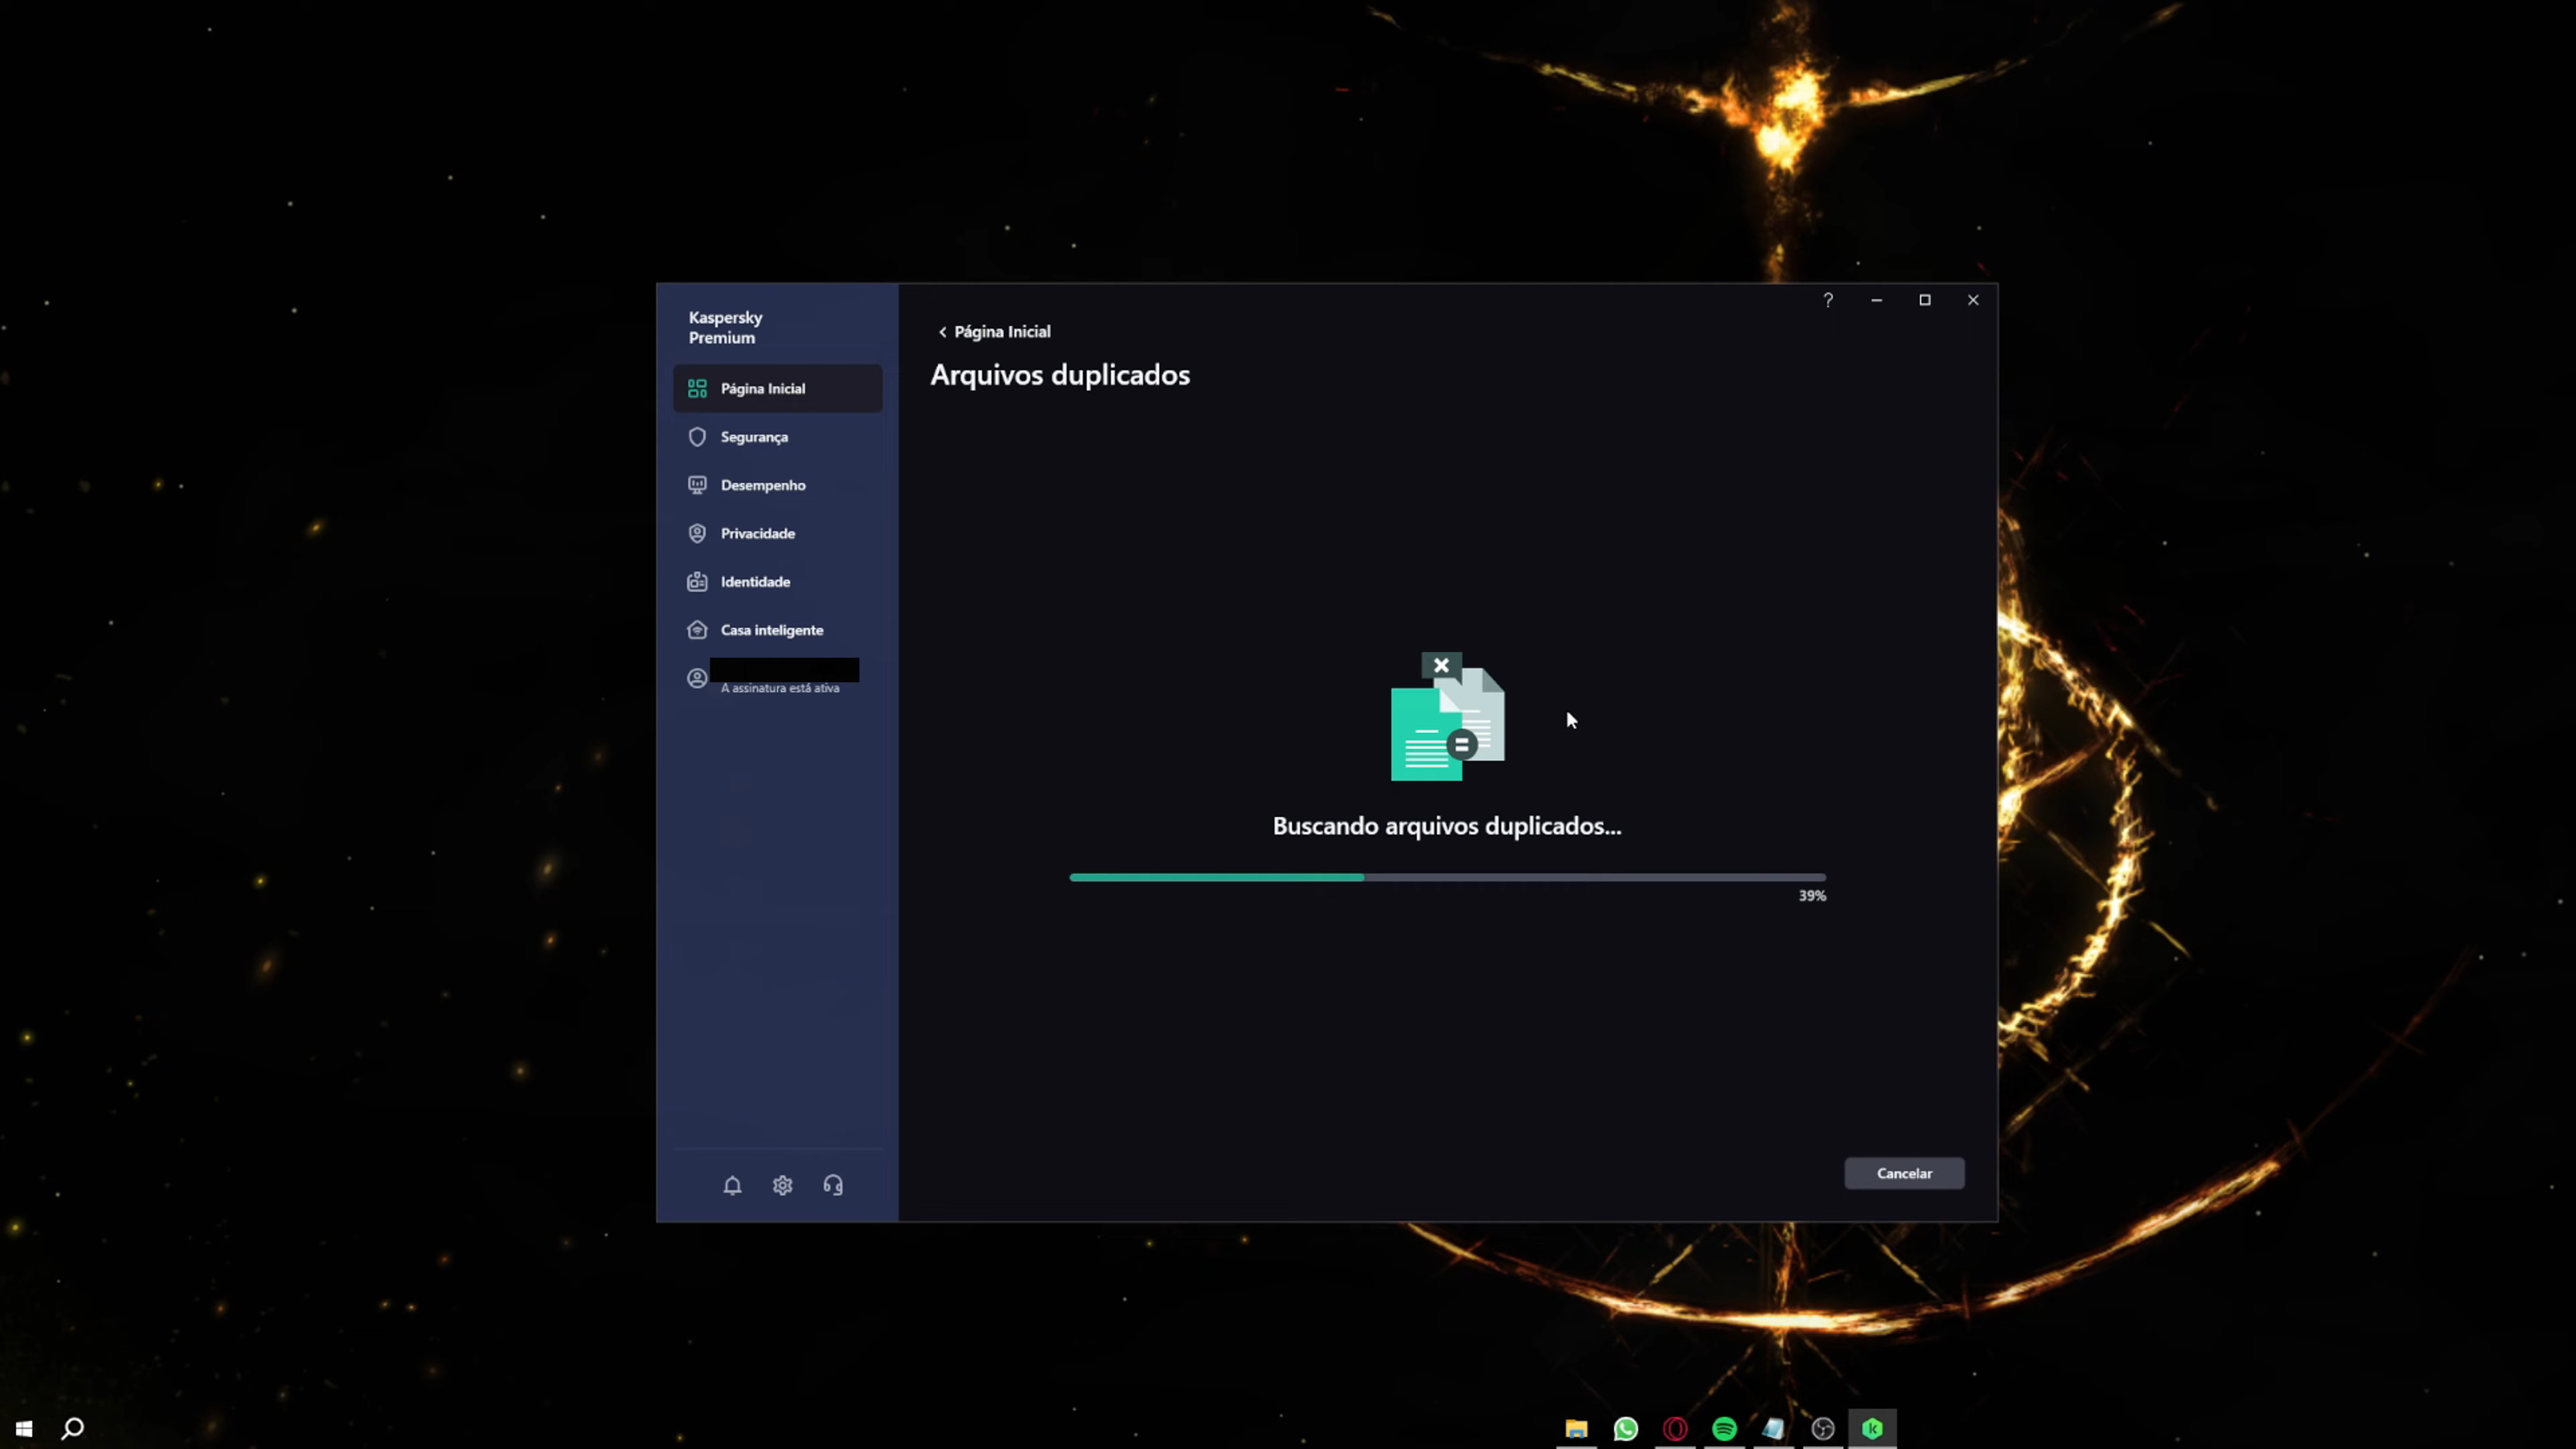 Kaspersky
Premium
Página Inicial
Segurança
Desempenho
Privacidade
Identidade
Casa inteligente
A assinatura está ativa
Página Inicial
Arquivos duplicados
Buscando arquivos duplicados...
39%
Cancelar